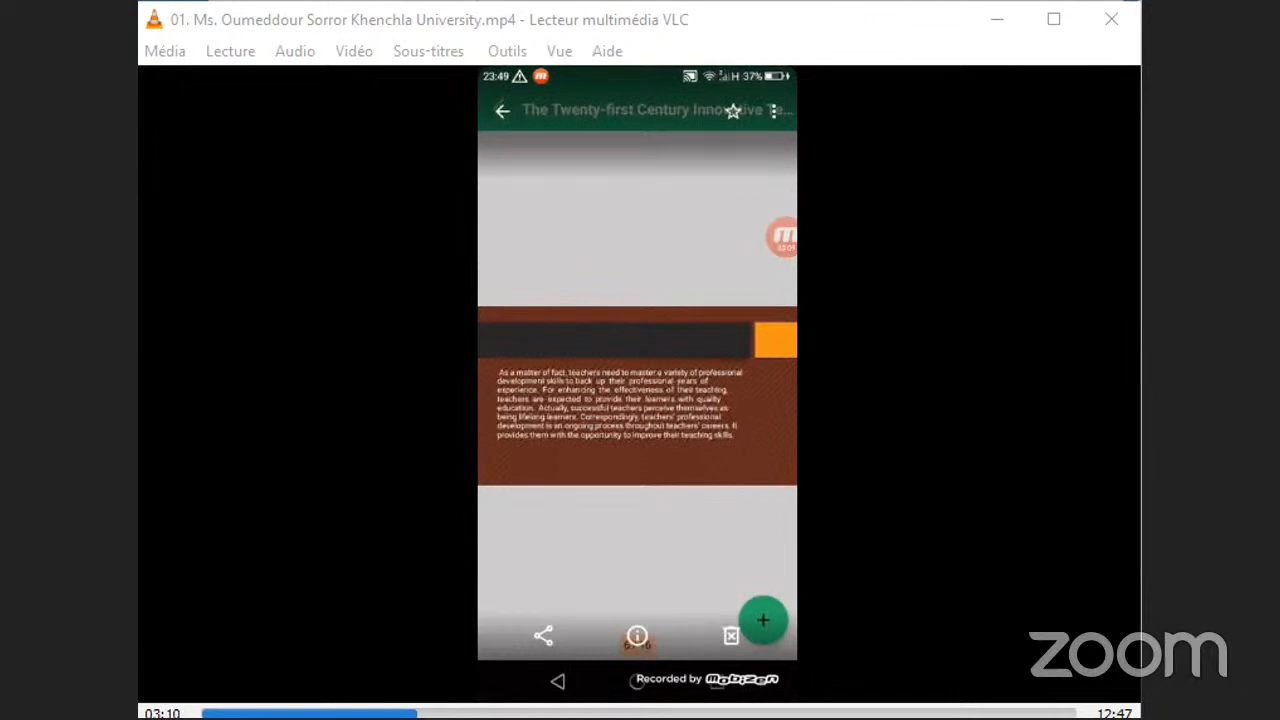 01. Ms. Oumeddour Sorror Khenchla University.mp4 - Lecteur multimédia VLC
Média Lecture Audio Vidéo Sous-titres Outils Vue Aide
23:49 H 37%
The Twenty-first Century Innovative Te...
03:09
As a matter of fact, teachers need to master a variety of professional
development skills to back up their professional years of
experience. For enhancing the effectiveness of their teaching,
teachers are expected to provide their learners with quality
education. Actually, successful teachers perceive themselves as
being lifelong learners. Correspondingly, teachers' professional
development is an ongoing process throughout teachers' careers. It
provides them with the opportunity to improve their teaching skills.
Recorded by mobizen
zoom
03:10 12:47